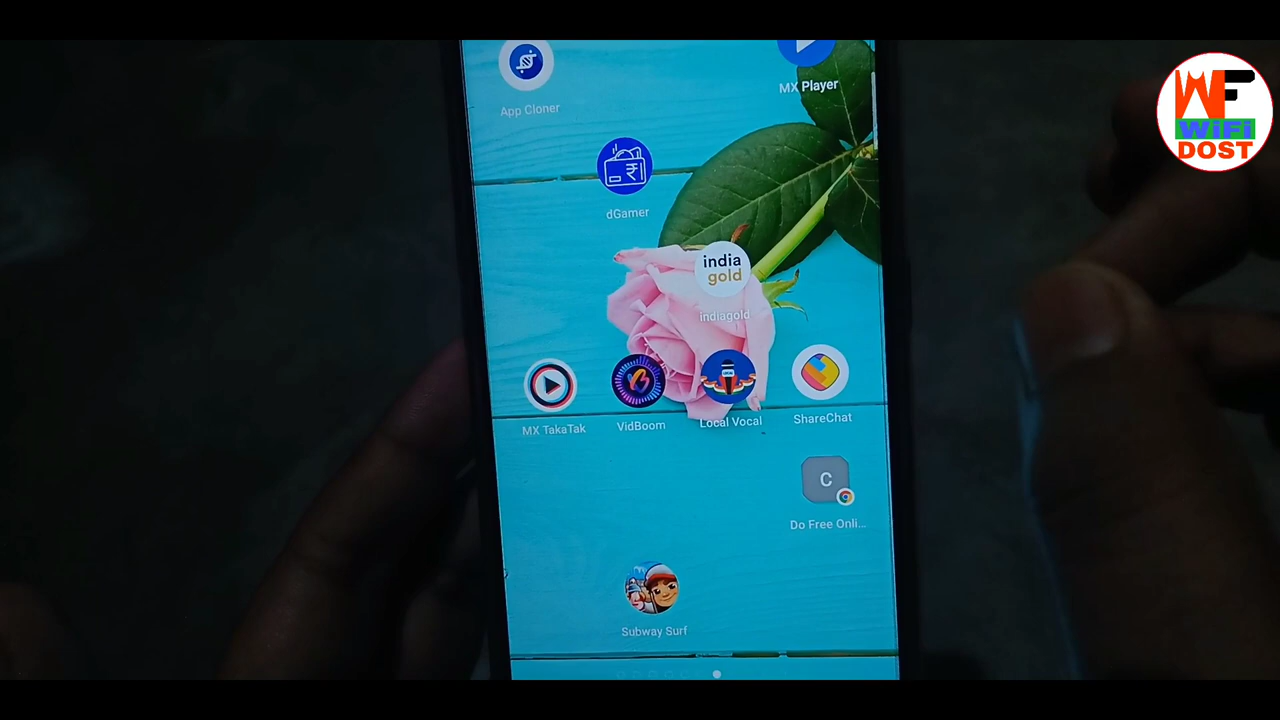 WF
WiFi
DOST
MX Player
App Cloner
₹
dGamer
india
gold
indiagold
LOCAL
MX TakaTak
VidBoom
Local Vocal
ShareChat
C
Do Free Onli...
Subway Surf